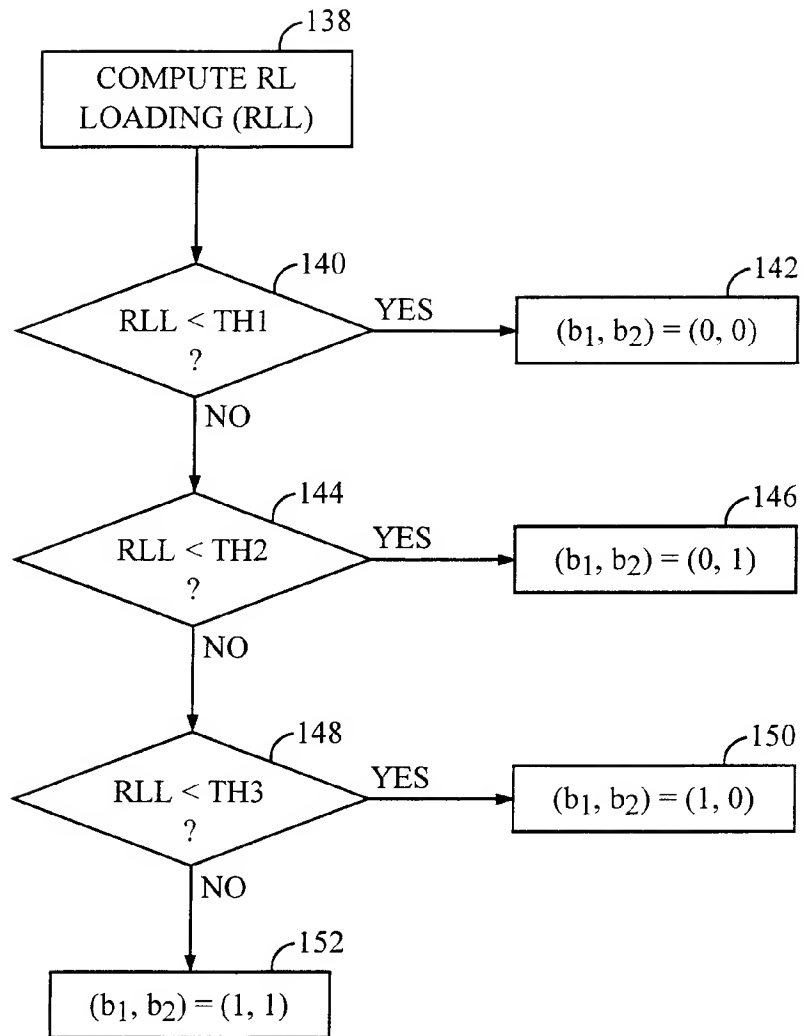 138
COMPUTE RL
LOADING (RLL)
140
RLL < TH1
?
YES
142
(b1, b2) = (0, 0)
NO
144
RLL < TH2
?
YES
146
(b1, b2) = (0, 1)
NO
148
RLL < TH3
?
YES
150
(b1, b2) = (1, 0)
NO
152
(b1, b2) = (1, 1)